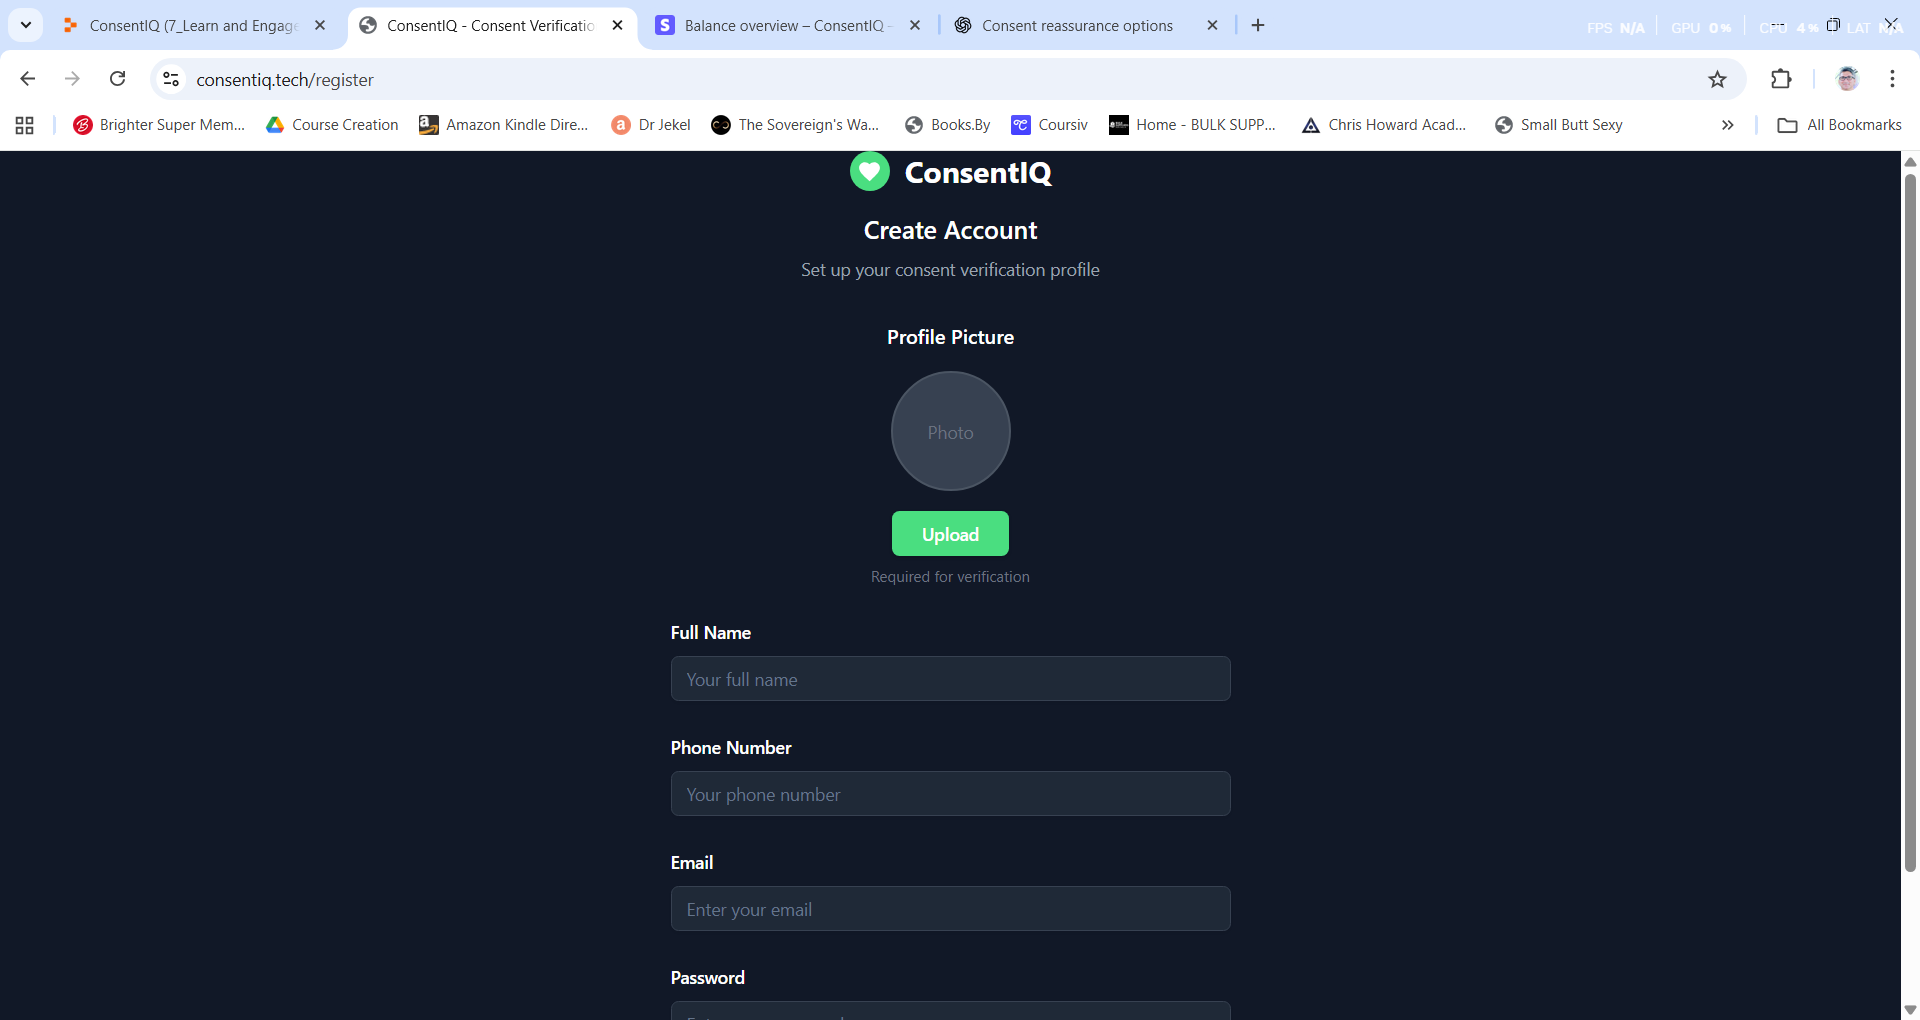 ConsentIQ (7_Learn and Engage
ConsentIQ - Consent Verificatio
Balance overview – ConsentIQ -
Consent reassurance options
FPS N/A GPU 0% CPU 4% LAT N/A
consentiq.tech/register
Brighter Super Mem...
Course Creation
Amazon Kindle Dire...
Dr Jekel
The Sovereign's Wa...
Books.By
Coursiv
Home - BULK SUPP...
Chris Howard Acad...
Small Butt Sexy
All Bookmarks
ConsentIQ
Create Account
Set up your consent verification profile
Profile Picture
Photo
Upload
Required for verification
Full Name
Your full name
Phone Number
Your phone number
Email
Enter your email
Password